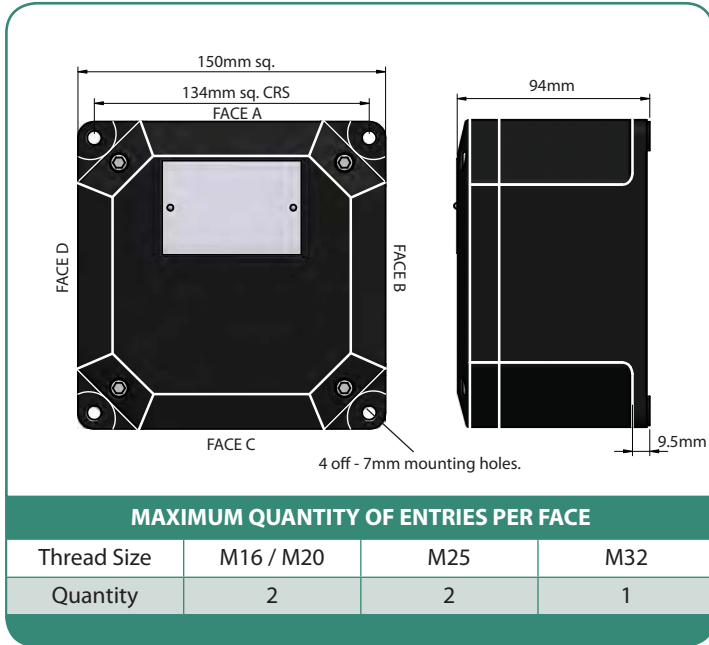 150mm sq.
134mm sq. CRS
FACE A
94mm
FACE D
FACE B
FACE C
9.5mm
4 off - 7mm mounting holes.
MAXIMUM QUANTITY OF ENTRIES PER FACE
Thread Size M16 / M20 M25 M32
Quantity 2 2 1